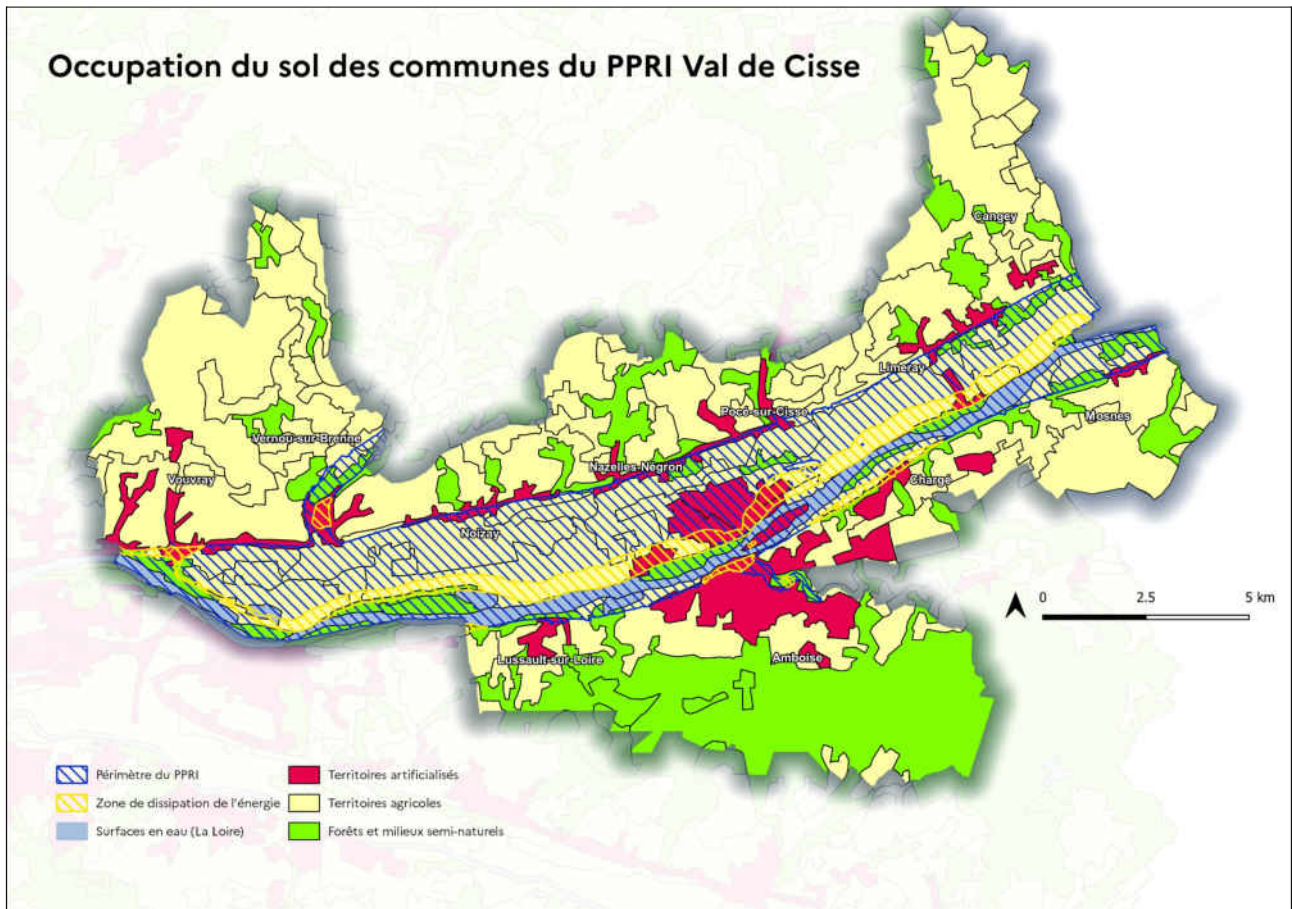 Occupation du sol des communes du PPRI Val de Cisse
Cangey
Limeray
Pocé-sur-Cisse
Mosnes
Vernou-sur-Brenne
Nazelles-Négron
Vouvray
Chargé
Noizay
0 2.5 5 km
Lussault-sur-Loire
Amboise
Périmètre du PPRI
Zone de dissipation de l'énergie
Surfaces en eau (La Loire)
Territoires artificialisés
Territoires agricoles
Forêts et milieux semi-naturels